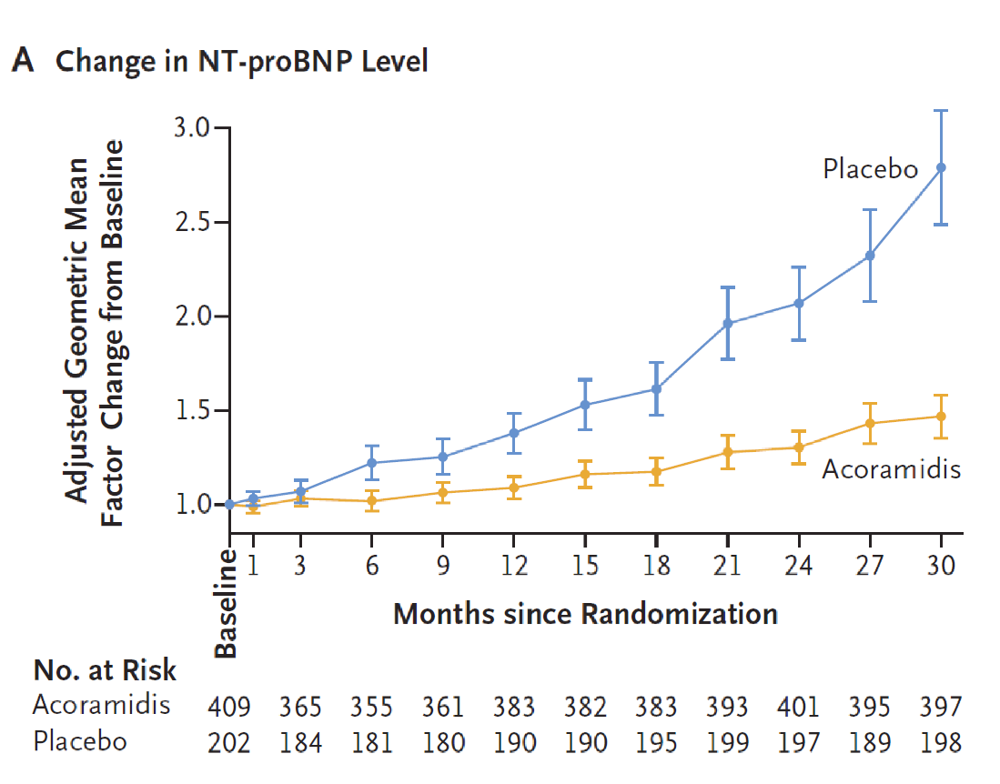 A Change in NT-proBNP Level
Adjusted Geometric Mean
Factor Change from Baseline
3.0
2.5
2.0
1.5
1.0
Placebo
Acoramidis
Baseline 1 3 6 9 12 15 18 21 24 27 30
Months since Randomization
No. at Risk
Acoramidis 409 365 355 361 383 382 383 393 401 395 397
Placebo 202 184 181 180 190 190 195 199 197 189 198